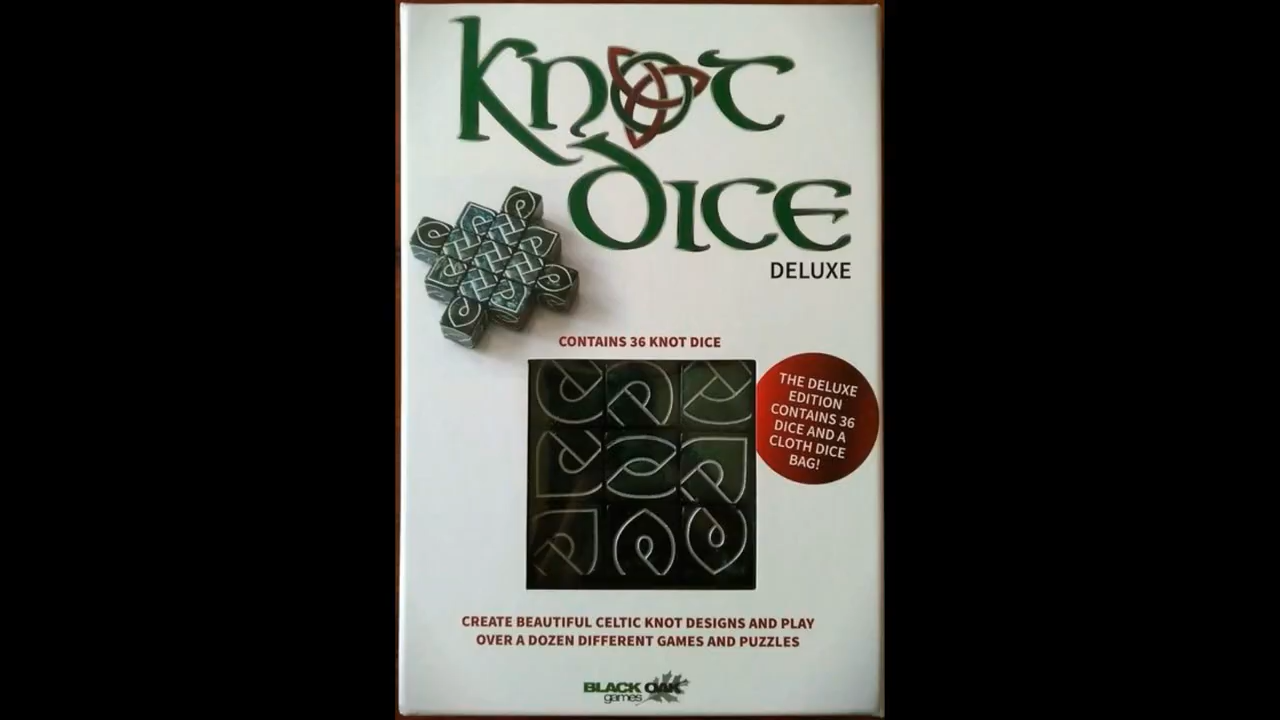 Knot
Dice
DELUXE
CONTAINS 36 KNOT DICE
THE DELUXE
EDITION
CONTAINS 36
DICE AND A
CLOTH DICE
BAG!
CREATE BEAUTIFUL CELTIC KNOT DESIGNS AND PLAY
OVER A DOZEN DIFFERENT GAMES AND PUZZLES
BLACK OAK
games